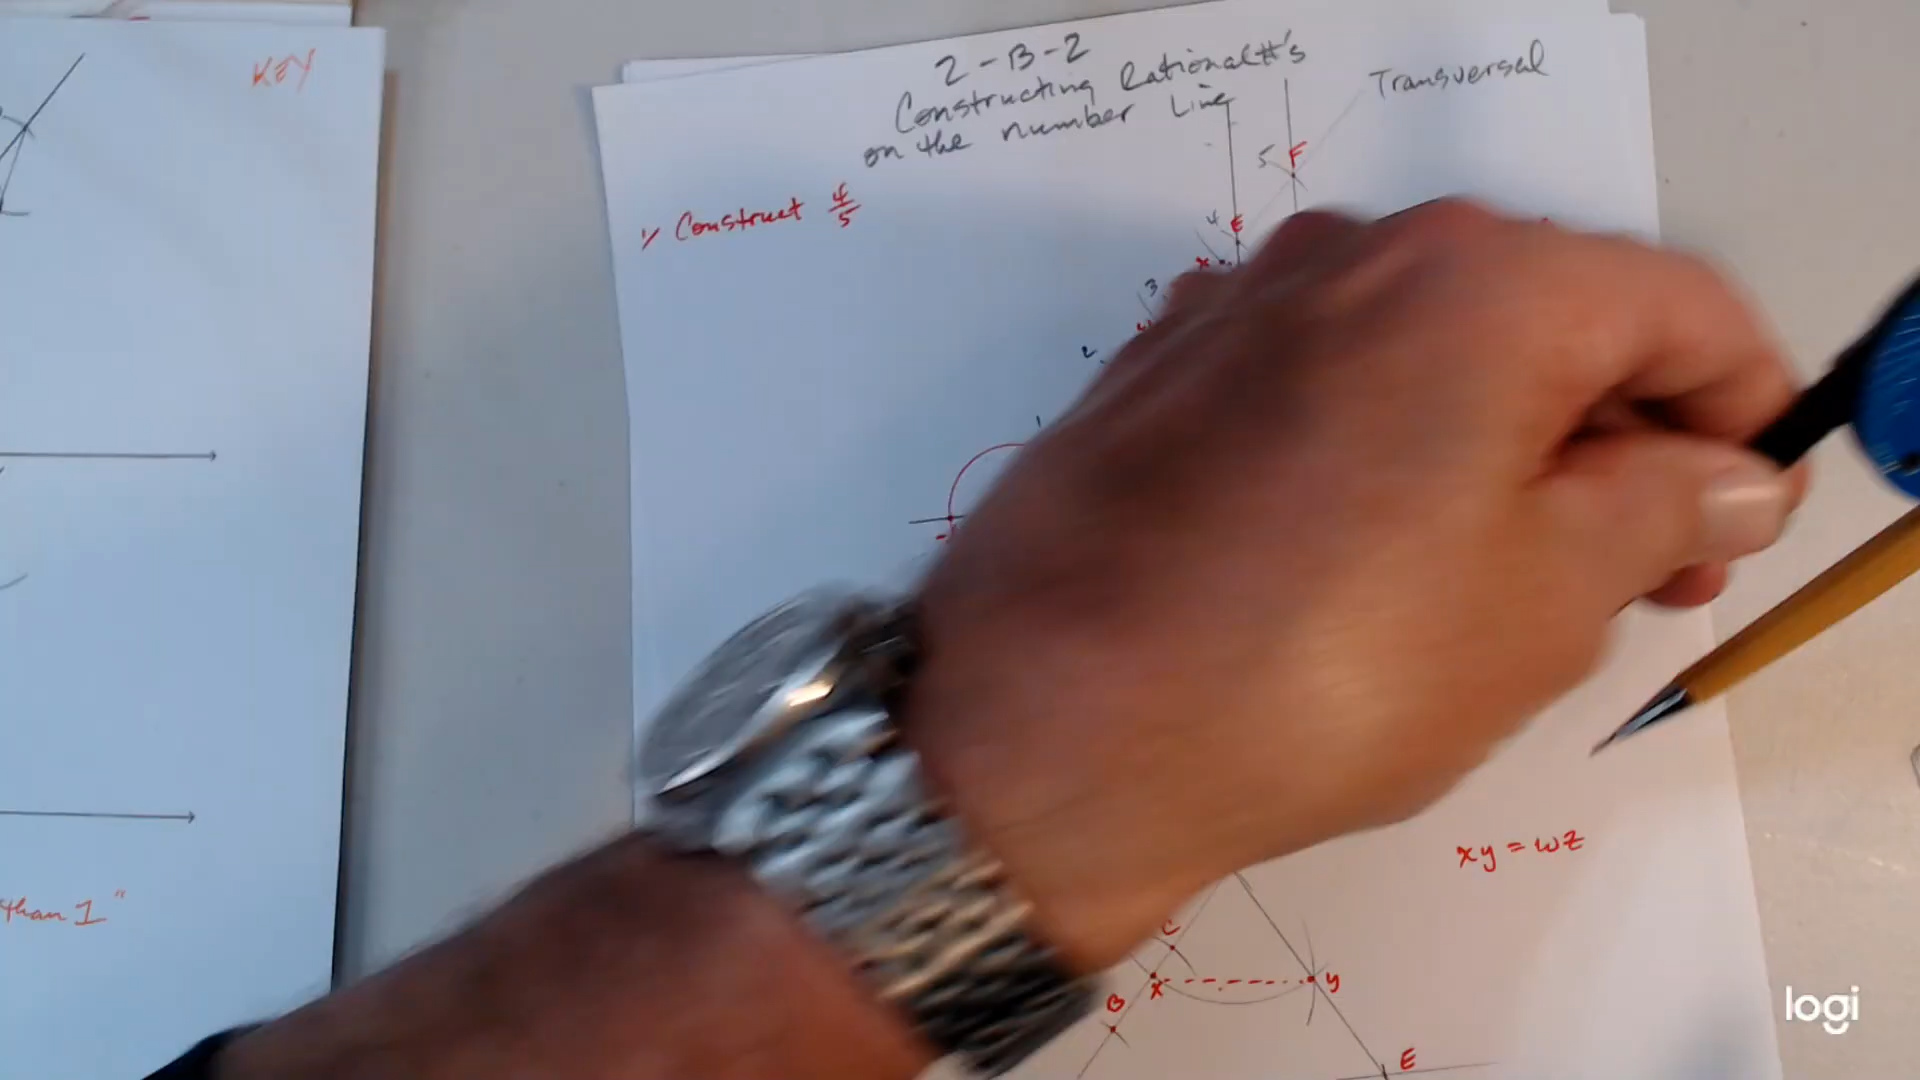 KEY
than 1"
2-B-2
Constructing Rational #'s
on the number Line
Transversal
1/ Construct 4/5
5 F
4 E
x
3
w
2
1
-1
xy = wz
C
x
y
B
E
logi